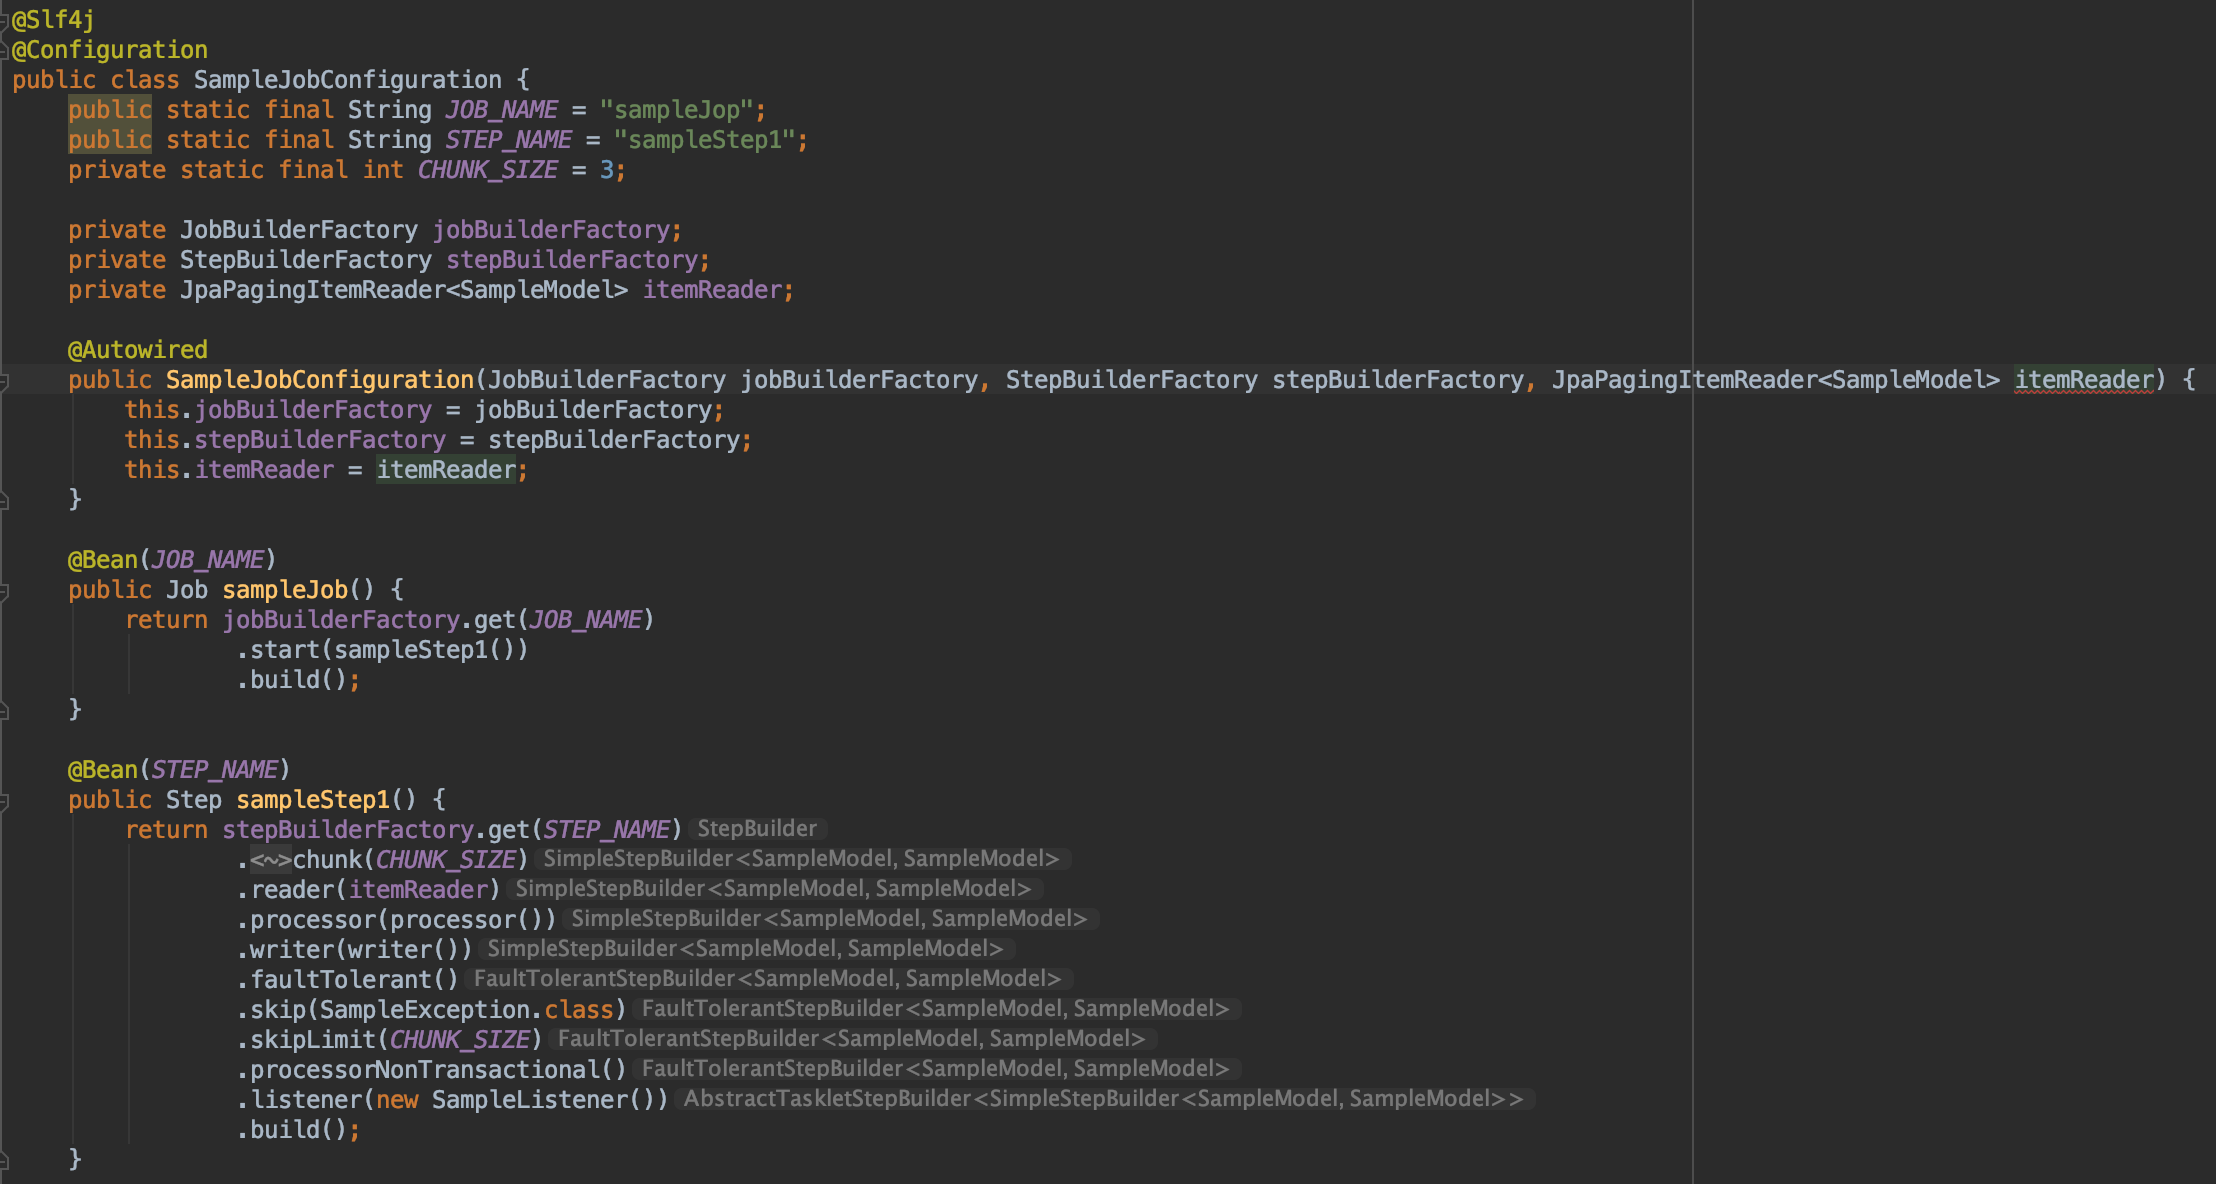 @Slf4j
@Configuration
public class SampleJobConfiguration {
    public static final String JOB_NAME = "sampleJop";
    public static final String STEP_NAME = "sampleStep1";
    private static final int CHUNK_SIZE = 3;

    private JobBuilderFactory jobBuilderFactory;
    private StepBuilderFactory stepBuilderFactory;
    private JpaPagingItemReader<SampleModel> itemReader;

    @Autowired
    public SampleJobConfiguration(JobBuilderFactory jobBuilderFactory, StepBuilderFactory stepBuilderFactory, JpaPagingItemReader<SampleModel> itemReader) {
        this.jobBuilderFactory = jobBuilderFactory;
        this.stepBuilderFactory = stepBuilderFactory;
        this.itemReader = itemReader;
    }

    @Bean(JOB_NAME)
    public Job sampleJob() {
        return jobBuilderFactory.get(JOB_NAME)
                .start(sampleStep1())
                .build();
    }

    @Bean(STEP_NAME)
    public Step sampleStep1() {
        return stepBuilderFactory.get(STEP_NAME) StepBuilder
                .<~>chunk(CHUNK_SIZE) SimpleStepBuilder<SampleModel, SampleModel>
                .reader(itemReader) SimpleStepBuilder<SampleModel, SampleModel>
                .processor(processor()) SimpleStepBuilder<SampleModel, SampleModel>
                .writer(writer()) SimpleStepBuilder<SampleModel, SampleModel>
                .faultTolerant() FaultTolerantStepBuilder<SampleModel, SampleModel>
                .skip(SampleException.class) FaultTolerantStepBuilder<SampleModel, SampleModel>
                .skipLimit(CHUNK_SIZE) FaultTolerantStepBuilder<SampleModel, SampleModel>
                .processorNonTransactional() FaultTolerantStepBuilder<SampleModel, SampleModel>
                .listener(new SampleListener()) AbstractTaskletStepBuilder<SimpleStepBuilder<SampleModel, SampleModel>>
                .build();
    }